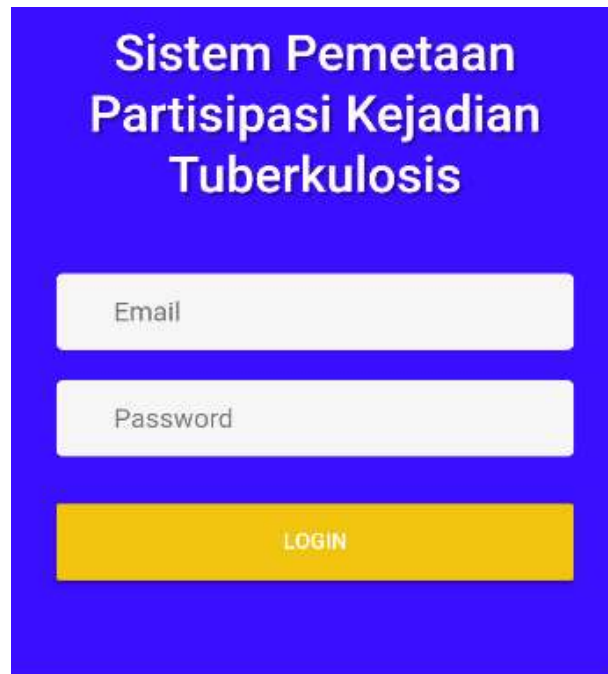 Sistem Pemetaan
Partisipasi Kejadian
Tuberkulosis
Email
Password
LOGIN